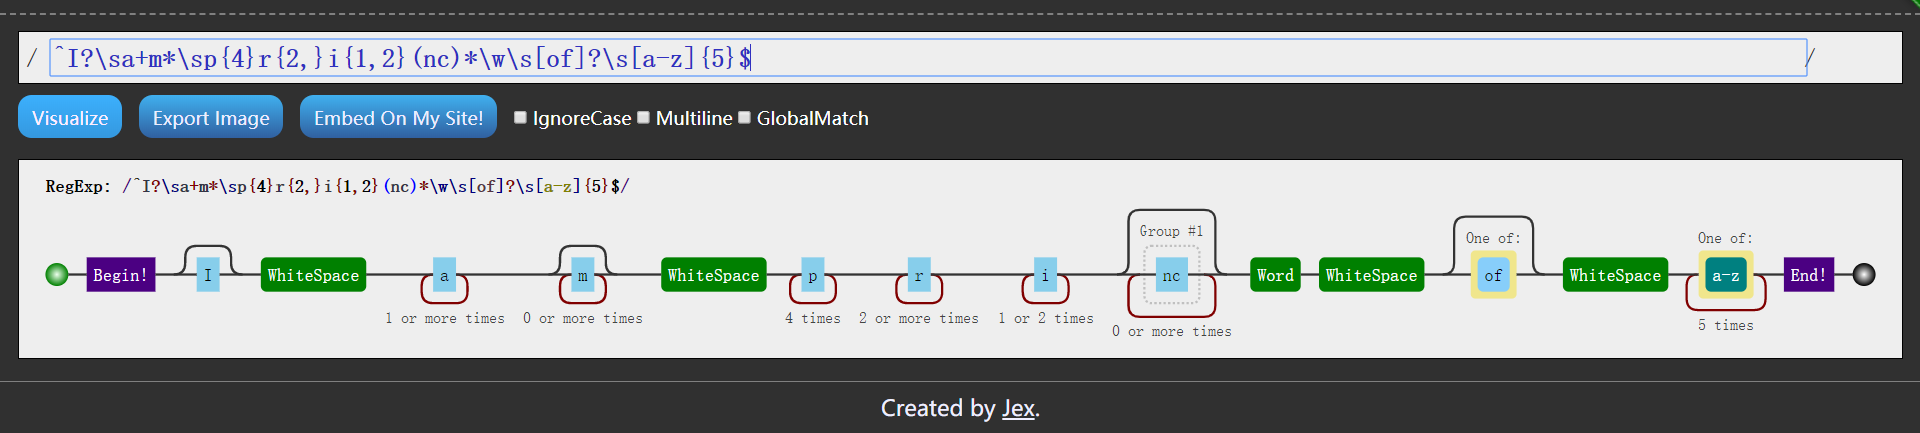 / ^I?\sa+m*\sp{4}r{2,}i{1,2}(nc)*\w\s[of]?\s[a-z]{5}$ /
Visualize Export Image Embed On My Site! IgnoreCase Multiline GlobalMatch
RegExp: /^I?\sa+m*\sp{4}r{2,}i{1,2}(nc)*\w\s[of]?\s[a-z]{5}$/
Group #1
One of: One of:
Begin! I WhiteSpace a m WhiteSpace p r i nc Word WhiteSpace of WhiteSpace a-z End!
1 or more times 0 or more times 4 times 2 or more times 1 or 2 times 0 or more times 5 times
Created by Jex.